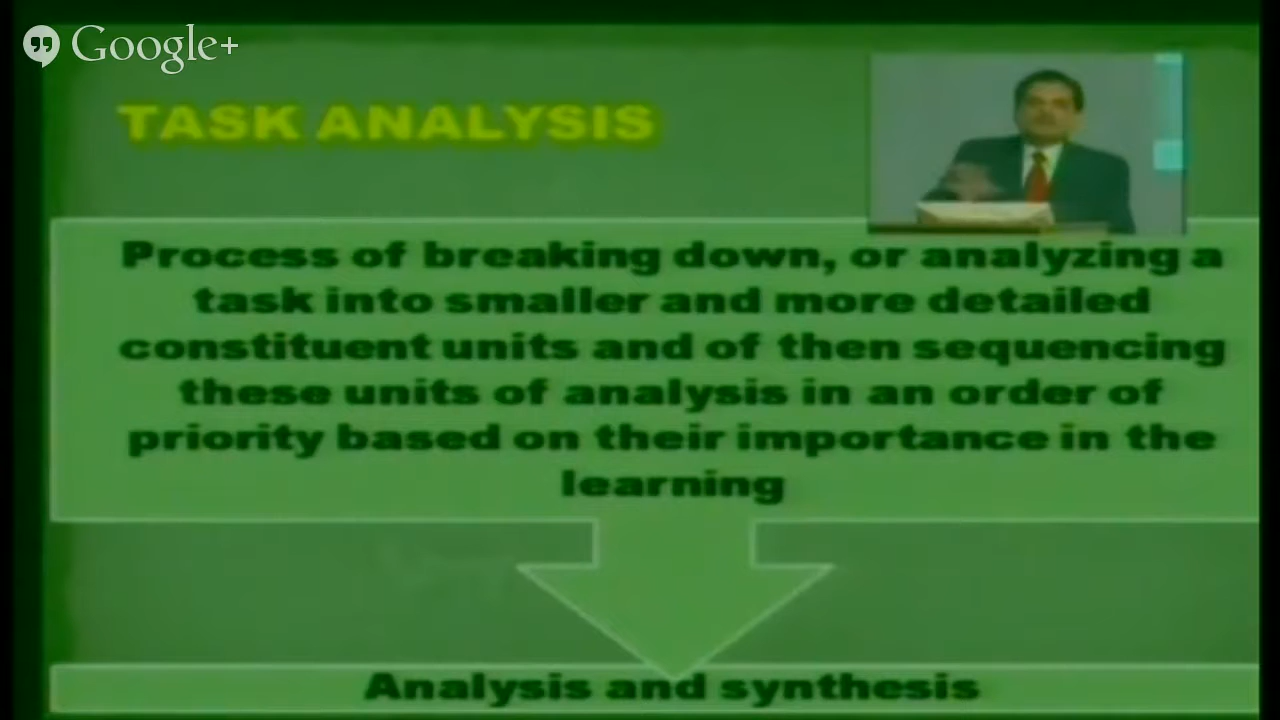 Google+
TASK ANALYSIS
Process of breaking down, or analyzing a
task into smaller and more detailed
constituent units and of then sequencing
these units of analysis in an order of
priority based on their importance in the
learning
Analysis and synthesis